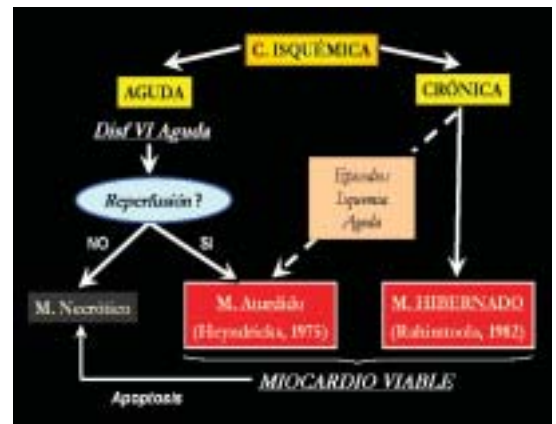 C. ISQUÉMICA
AGUDA
CRÓNICA
Disf VI Aguda
Episodios
Isquemia
Aguda
Reperfusión ?
NO
SI
M. Necrótico
M. Aturdido
(Heyndrickx, 1975)
M. HIBERNADO
(Rahimtoola, 1982)
MIOCARDIO VIABLE
Apoptosis